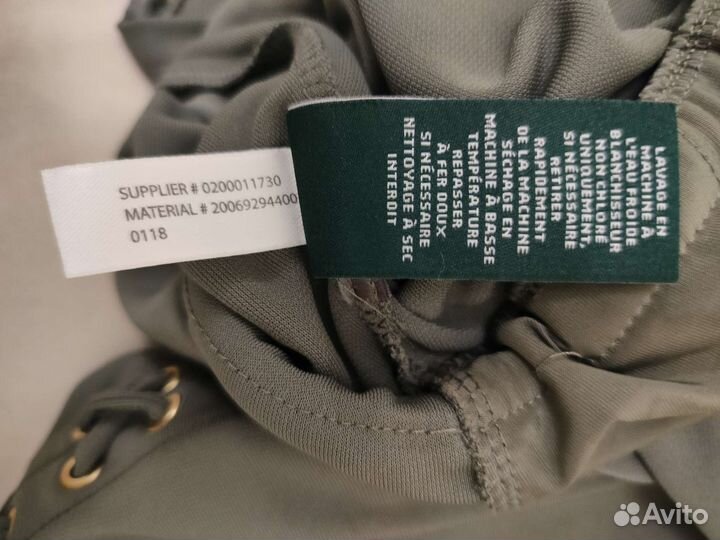 SUPPLIER # 0200011730
MATERIAL # 20069294400
0118
LAVAGE EN
MACHINE À
L'EAU FROIDE
BLANCHISSEUR
NON CHLORÉ
UNIQUEMENT,
SI NÉCESSAIRE
RETIRER
RAPIDEMENT
DE LA MACHINE
SÉCHAGE EN
MACHINE À BASSE
TEMPÉRATURE
REPASSER
À FER DOUX
SI NÉCESSAIRE
NETTOYAGE À SEC
INTERDIT
Avito